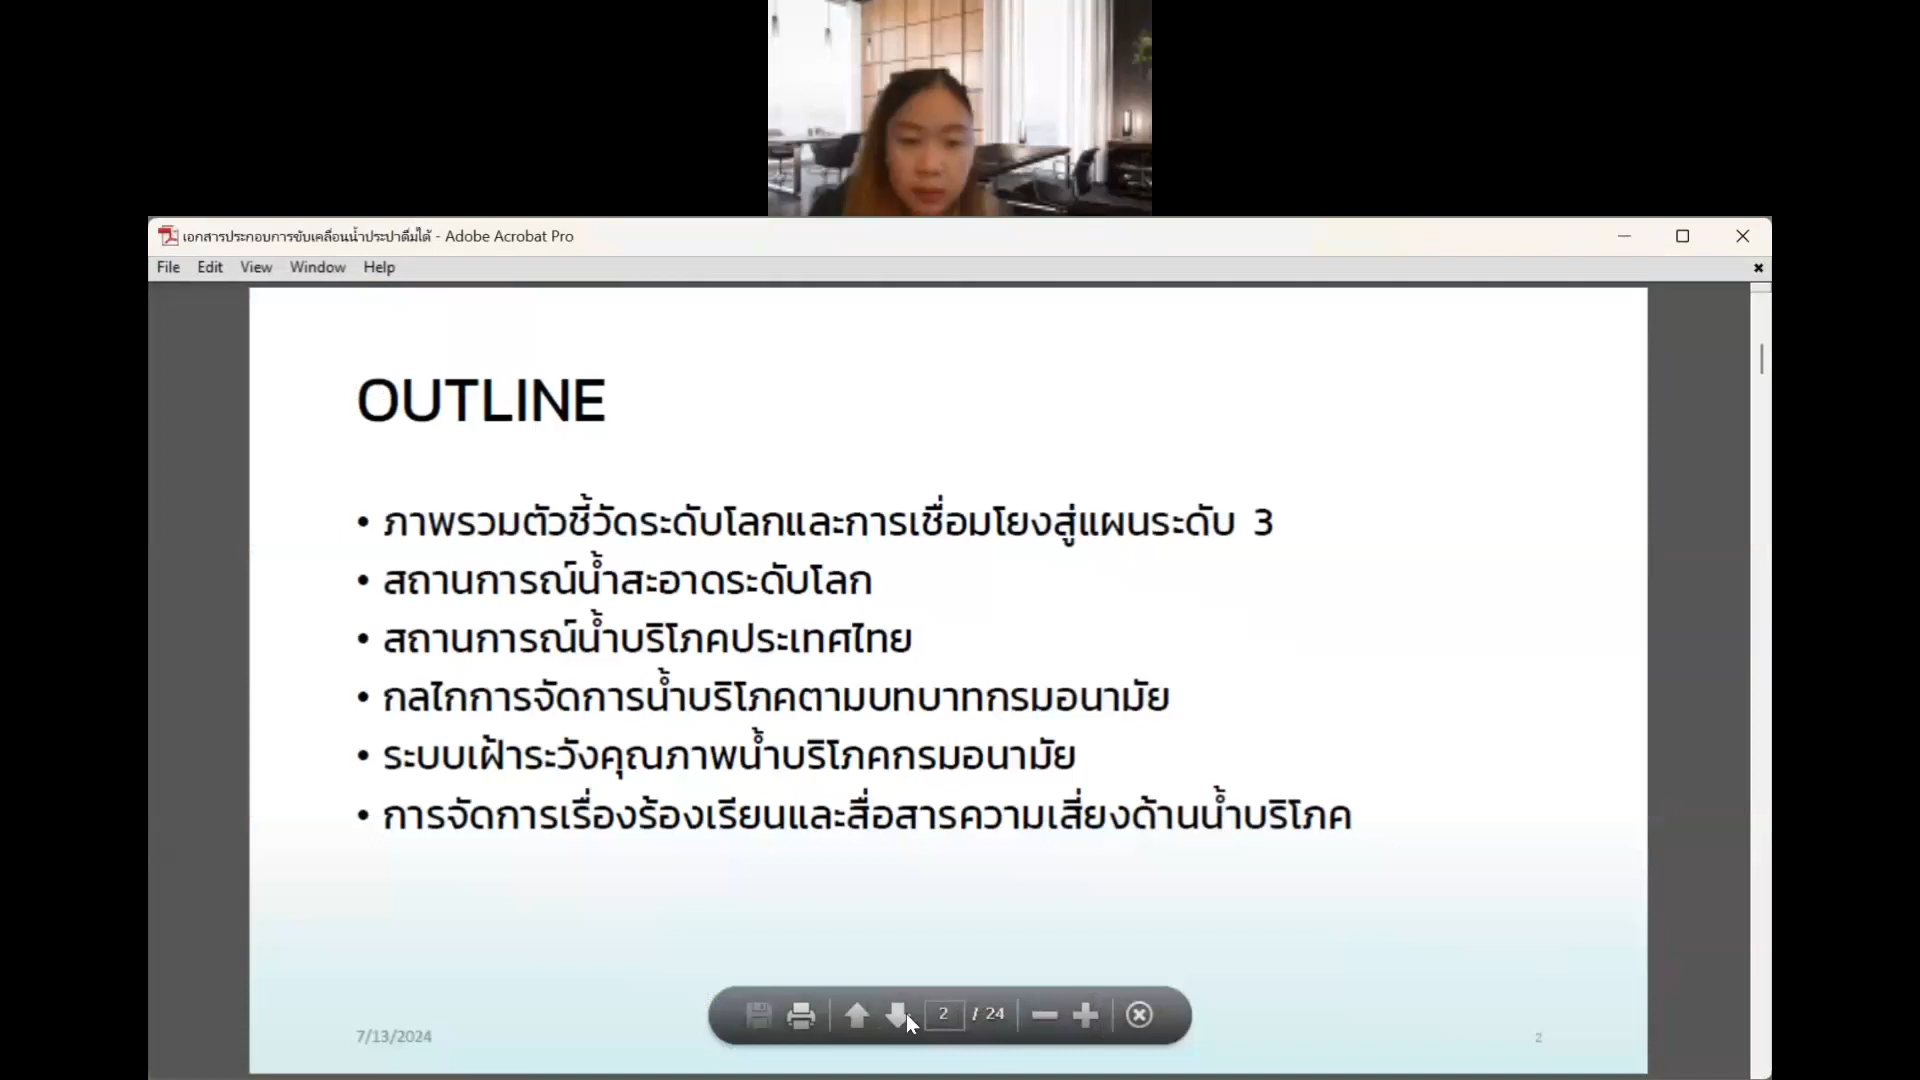 เอกสารประกอบการขับเคลื่อนน้ำประปาดื่มได้ - Adobe Acrobat Pro
File Edit View Window Help
OUTLINE
• ภาพรวมตัวชี้วัดระดับโลกและการเชื่อมโยงสู่แผนระดับ 3
• สถานการณ์น้ำสะอาดระดับโลก
• สถานการณ์น้ำบริโภคประเทศไทย
• กลไกการจัดการน้ำบริโภคตามบทบาทกรมอนามัย
• ระบบเฝ้าระวังคุณภาพน้ำบริโภคกรมอนามัย
• การจัดการเรื่องร้องเรียนและสื่อสารความเสี่ยงด้านน้ำบริโภค
2 / 24
7/13/2024
2